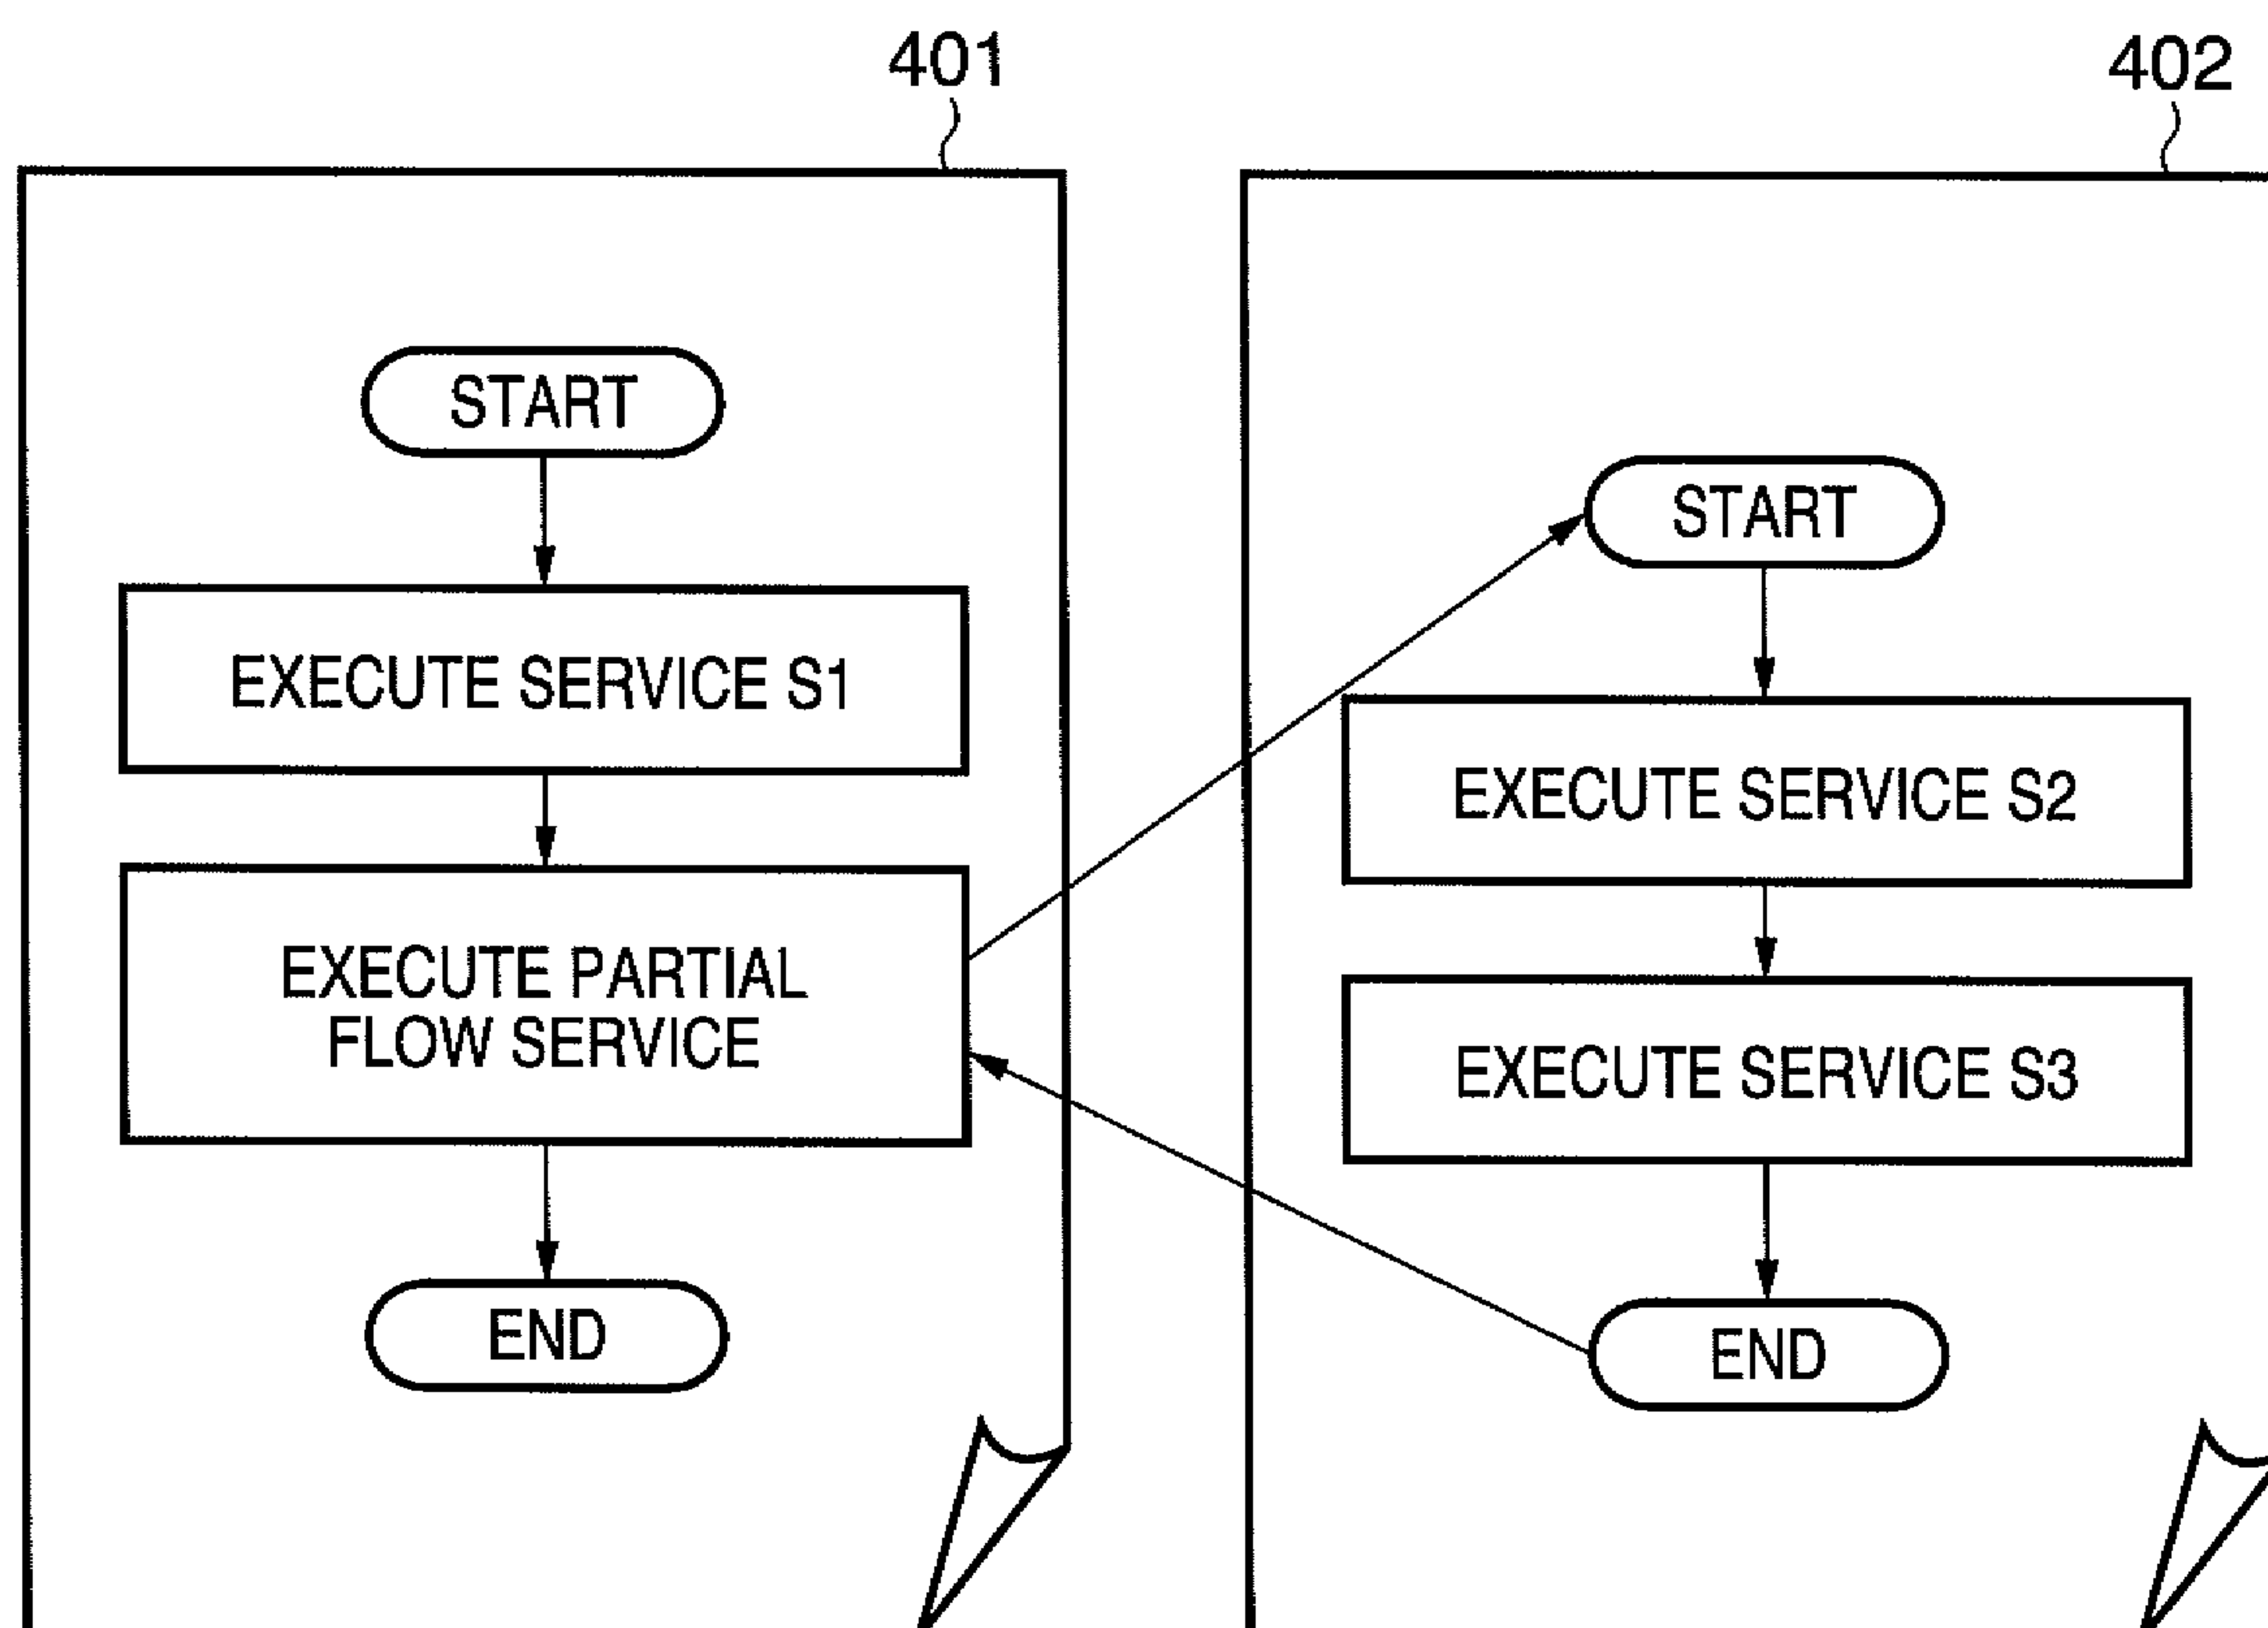 401
START
EXECUTE SERVICE S1
EXECUTE PARTIAL
FLOW SERVICE
END
402
START
EXECUTE SERVICE S2
EXECUTE SERVICE S3
END